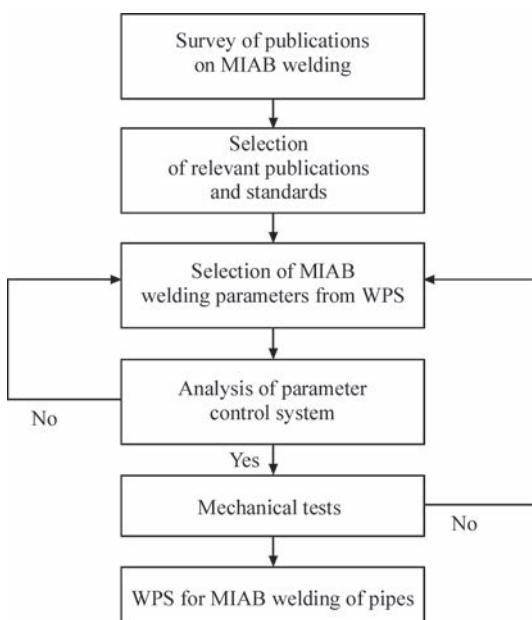 Survey of publications
on MIAB welding
Selection
of relevant publications
and standards
Selection of MIAB
welding parameters from WPS
Analysis of parameter
control system
No
Yes
Mechanical tests
No
WPS for MIAB welding of pipes